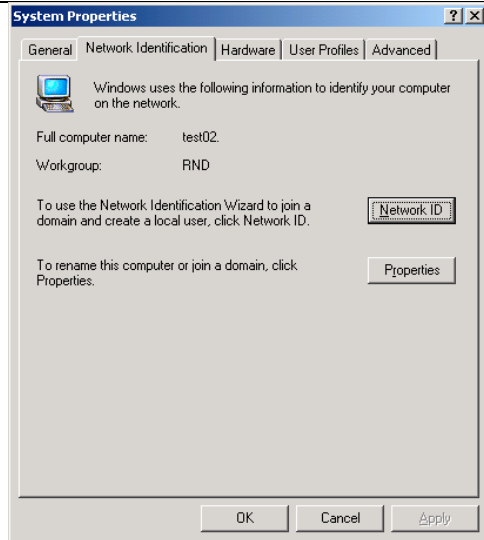 System Properties
General Network Identification Hardware User Profiles Advanced
Windows uses the following information to identify your computer
on the network.
Full computer name: test02.
Workgroup: RND
To use the Network Identification Wizard to join a
domain and create a local user, click Network ID.
Network ID
To rename this computer or join a domain, click
Properties.
Properties
OK Cancel Apply